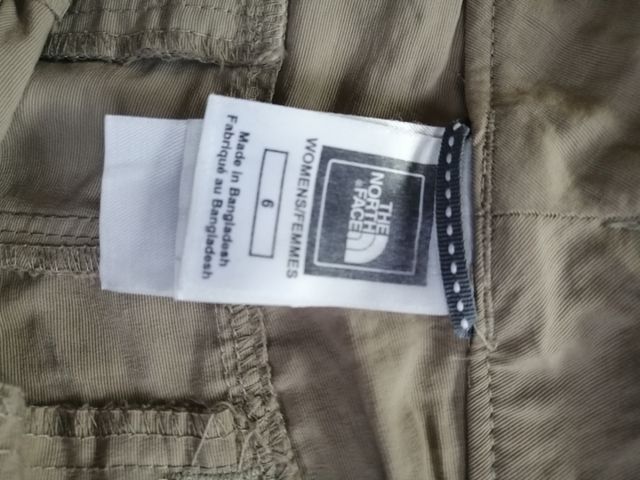 THE
NORTH
FACE
WOMENS/FEMMES
6
Made in Bangladesh
Fabriqué au Bangladesh